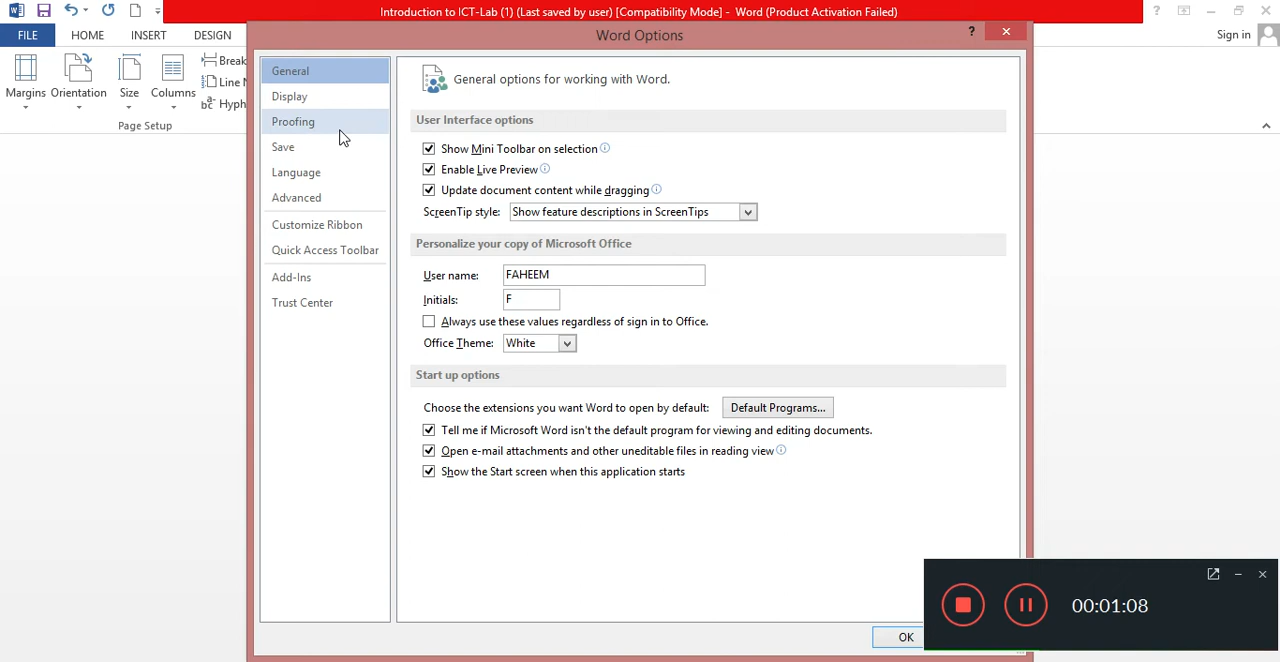 Introduction to ICT-Lab (1) (Last saved by user) [Compatibility Mode] - Word (Product Activation Failed)
?
FILE HOME INSERT DESIGN
Word Options
?
Sign in
Margins Orientation Size Columns
Break
Line N
Hyph
Page Setup
General
Display
Proofing
Save
Language
Advanced
Customize Ribbon
Quick Access Toolbar
Add-Ins
Trust Center
General options for working with Word.
User Interface options
Show Mini Toolbar on selection
Enable Live Preview
Update document content while dragging
ScreenTip style: Show feature descriptions in ScreenTips
Personalize your copy of Microsoft Office
User name: FAHEEM
Initials: F
Always use these values regardless of sign in to Office.
Office Theme: White
Start up options
Choose the extensions you want Word to open by default: Default Programs...
Tell me if Microsoft Word isn't the default program for viewing and editing documents.
Open e-mail attachments and other uneditable files in reading view
Show the Start screen when this application starts
OK
00:01:08